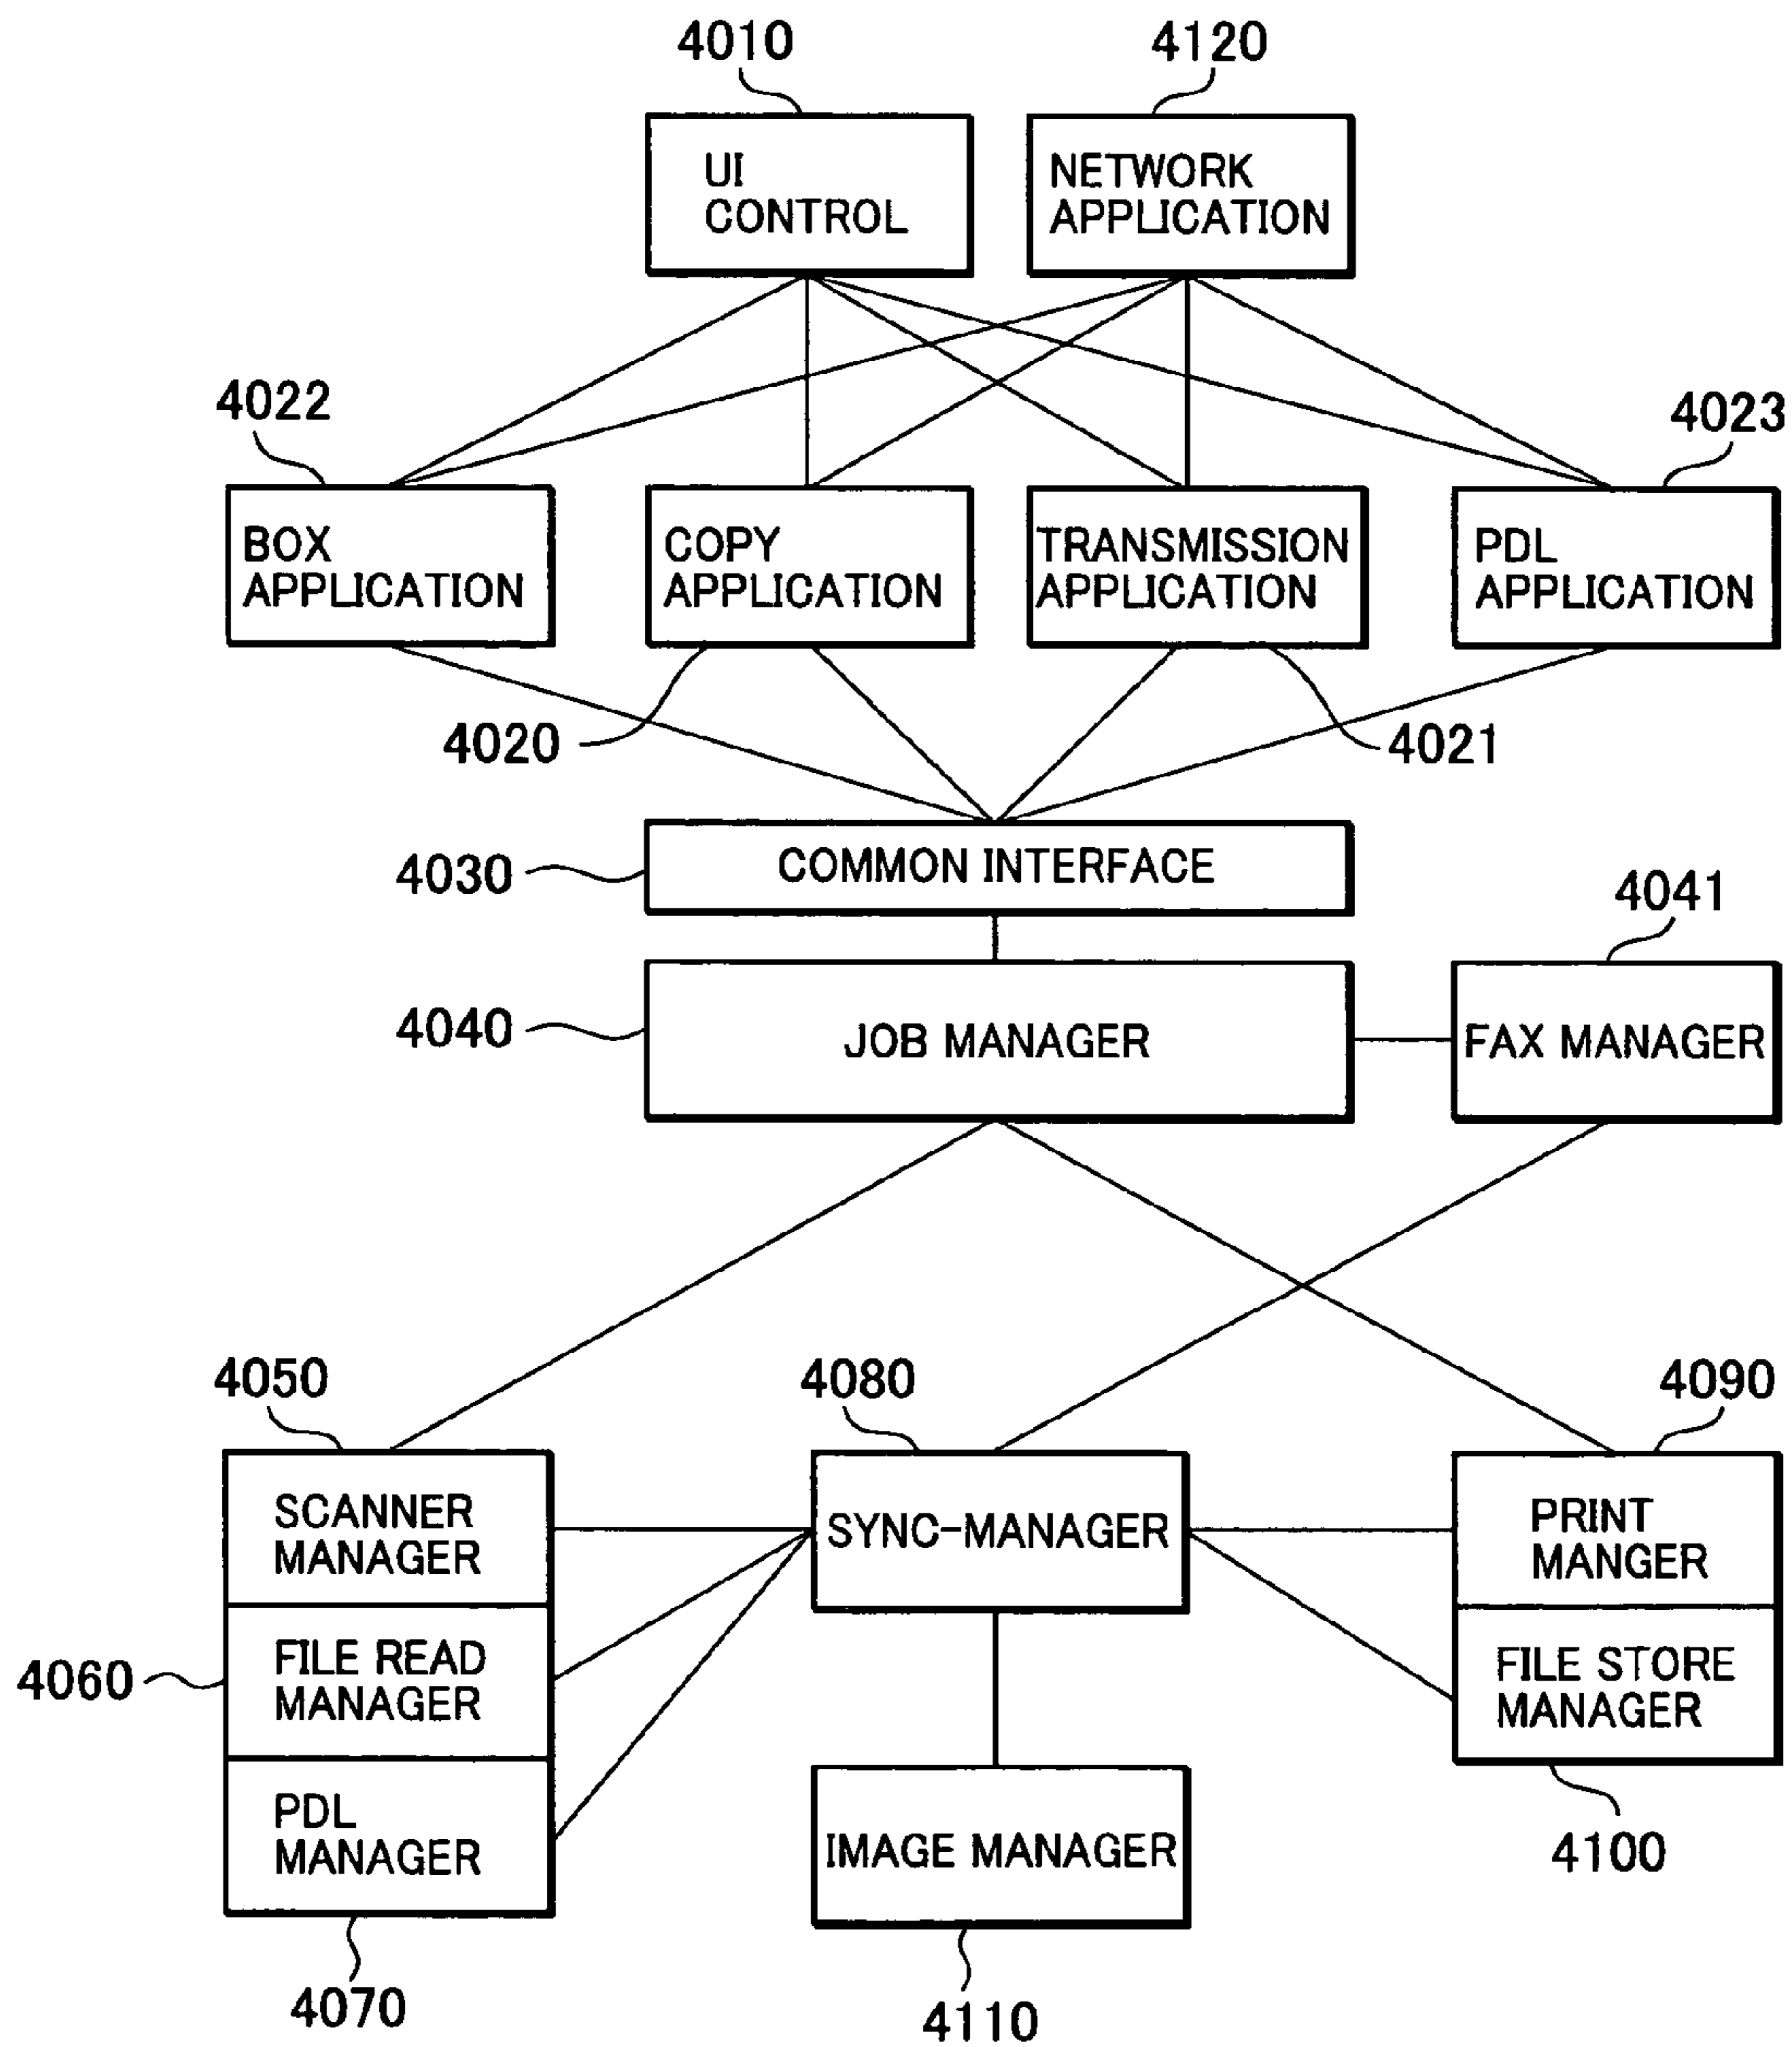 4010
4120
UI
CONTROL
NETWORK
APPLICATION
4022
4023
BOX
APPLICATION
COPY
APPLICATION
TRANSMISSION
APPLICATION
PDL
APPLICATION
4020
4021
4030
COMMON INTERFACE
4041
4040
JOB MANAGER
FAX MANAGER
4050
4080
4090
SCANNER
MANAGER
SYNC-MANAGER
PRINT
MANGER
4060
FILE READ
MANAGER
FILE STORE
MANAGER
PDL
MANAGER
IMAGE MANAGER
4100
4070
4110